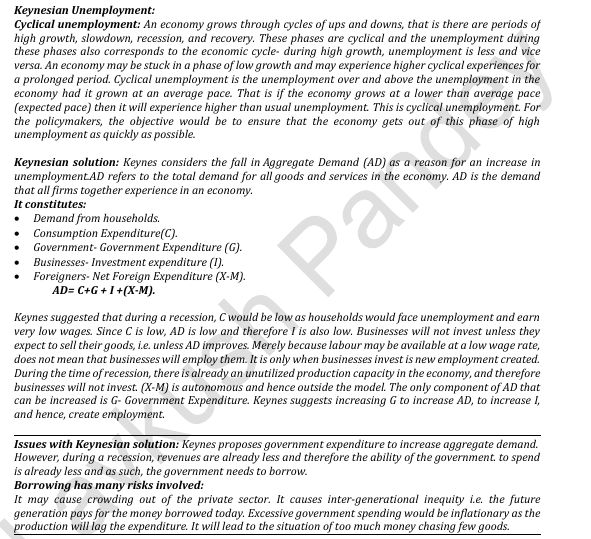 Keynesian Unemployment:
Cyclical unemployment: An economy grows through cycles of ups and downs, that is there are periods of
high growth, slowdown, recession, and recovery. These phases are cyclical and the unemployment during
these phases also corresponds to the economic cycle- during high growth, unemployment is less and vice
versa. An economy may be stuck in a phase of low growth and may experience higher cyclical experiences for
a prolonged period. Cyclical unemployment is the unemployment over and above the unemployment in the
economy had it grown at an average pace. That is if the economy grows at a lower than average pace
(expected pace) then it will experience higher than usual unemployment. This is cyclical unemployment. For
the policymakers, the objective would be to ensure that the economy gets out of this phase of high
unemployment as quickly as possible.
Keynesian solution: Keynes considers the fall in Aggregate Demand (AD) as a reason for an increase in
unemployment.AD refers to the total demand for all goods and services in the economy. AD is the demand
that all firms together experience in an economy.
It constitutes:
• Demand from households.
• Consumption Expenditure(C).
• Government- Government Expenditure (G).
• Businesses- Investment expenditure (I).
• Foreigners- Net Foreign Expenditure (X-M).
AD= C+G + I +(X-M).
Keynes suggested that during a recession, C would be low as households would face unemployment and earn
very low wages. Since C is low, AD is low and therefore I is also low. Businesses will not invest unless they
expect to sell their goods, i.e. unless AD improves. Merely because labour may be available at a low wage rate,
does not mean that businesses will employ them. It is only when businesses invest is new employment created.
During the time of recession, there is already an unutilized production capacity in the economy, and therefore
businesses will not invest. (X-M) is autonomous and hence outside the model. The only component of AD that
can be increased is G- Government Expenditure. Keynes suggests increasing G to increase AD, to increase I,
and hence, create employment.
Issues with Keynesian solution: Keynes proposes government expenditure to increase aggregate demand.
However, during a recession, revenues are already less and therefore the ability of the government. to spend
is already less and as such, the government needs to borrow.
Borrowing has many risks involved:
It may cause crowding out of the private sector. It causes inter-generational inequity i.e. the future
generation pays for the money borrowed today. Excessive government spending would be inflationary as the
production will lag the expenditure. It will lead to the situation of too much money chasing few goods.
Lavkush Pandey